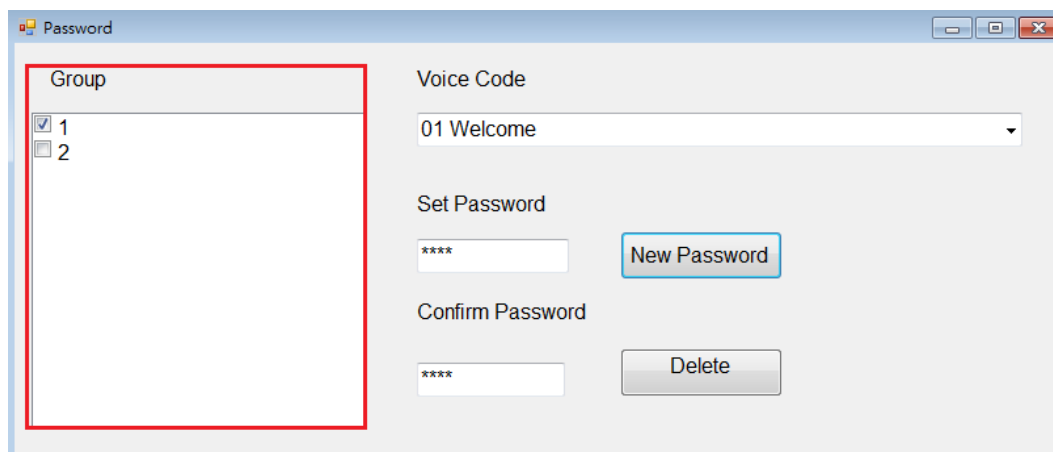 Password
Group
1
2
Voice Code
01 Welcome
Set Password
****
New Password
Confirm Password
****
Delete